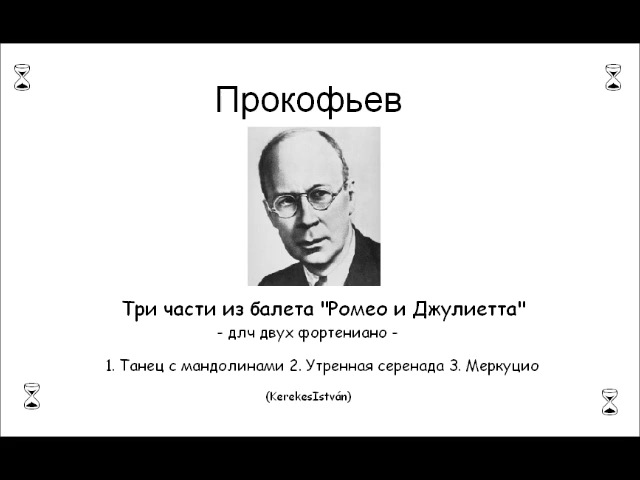 Прокофьев
Три части из балета "Ромео и Джулиетта"
- длч двух фортениано -
1. Танец с мандолинами 2. Утренная серенада 3. Меркуцио
(KerekesIstván)